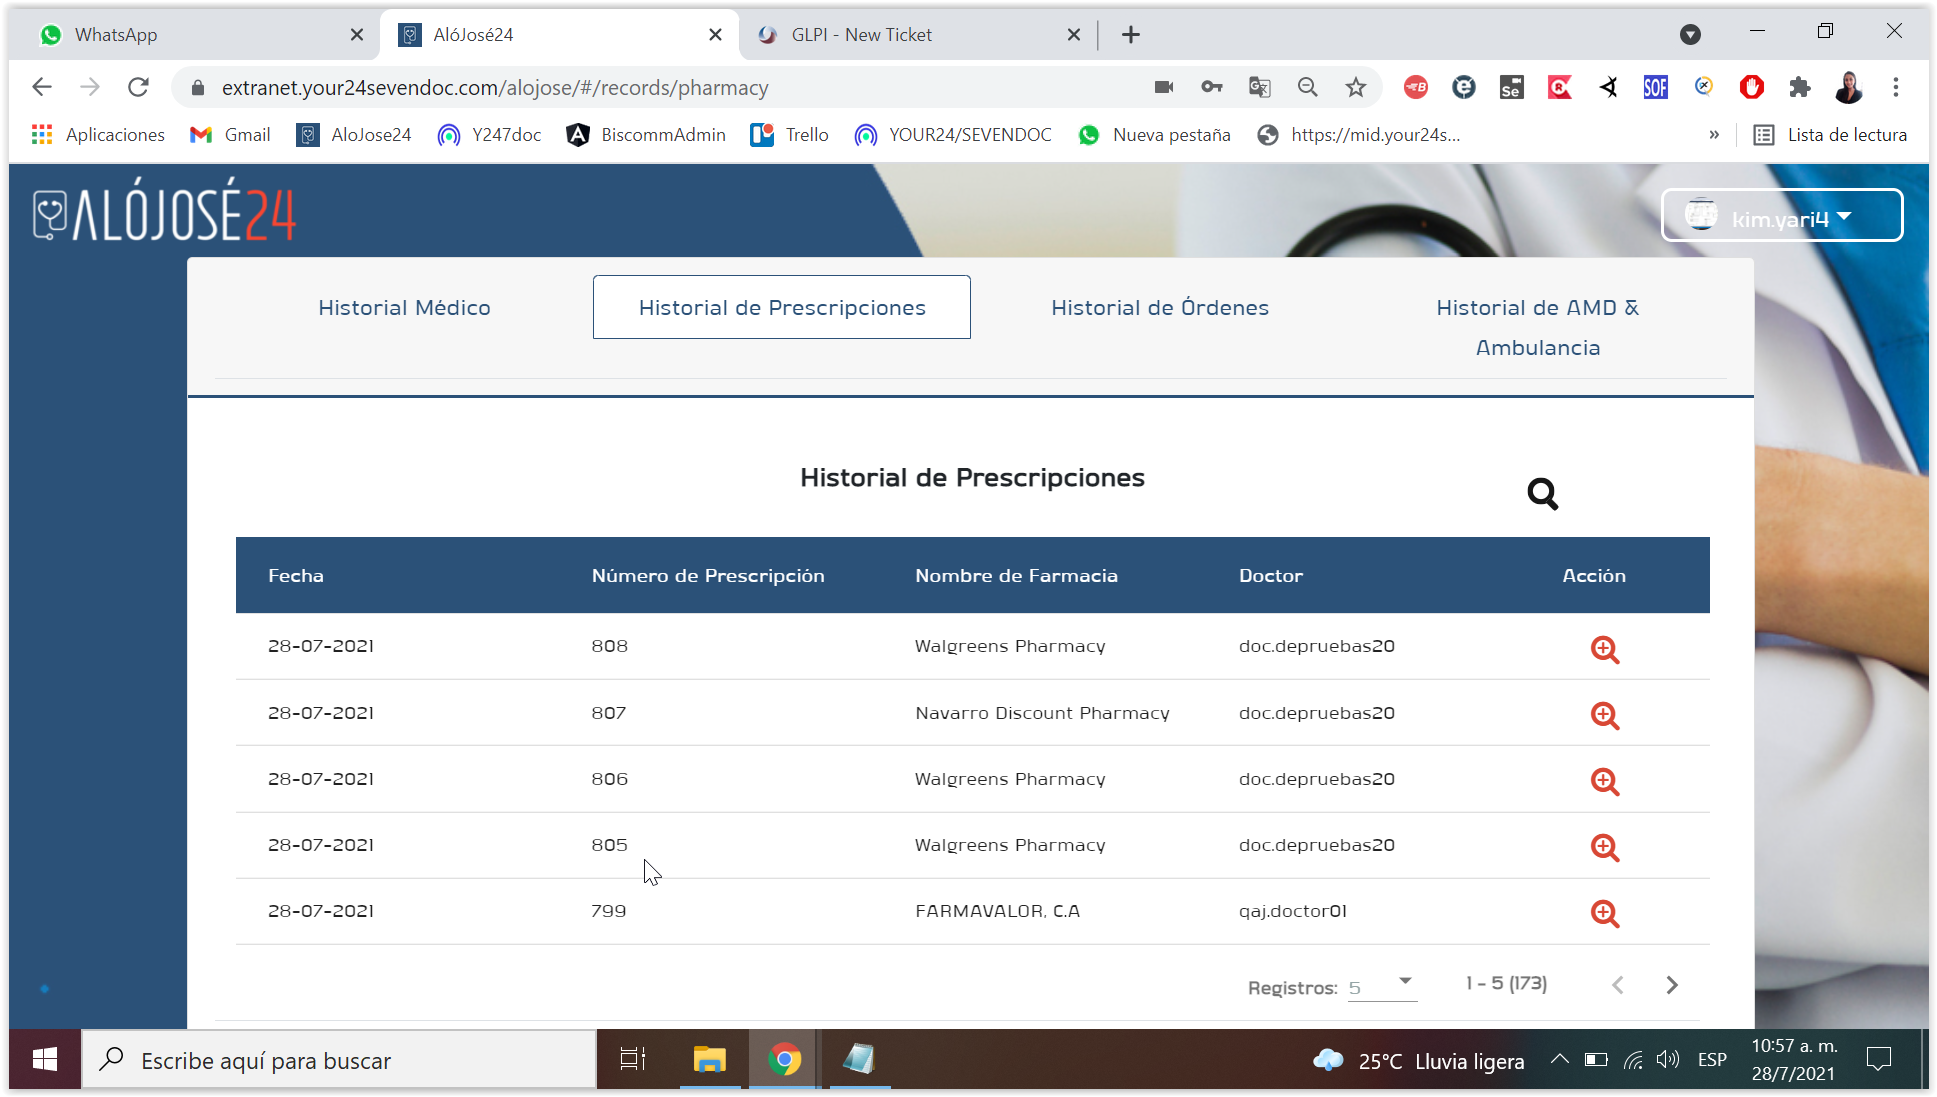 WhatsApp
AlóJosé24
GLPI - New Ticket
extranet.your24sevendoc.com/alojose/#/records/pharmacy
Aplicaciones Gmail AloJose24 Y247doc BiscommAdmin Trello YOUR24/SEVENDOC Nueva pestaña https://mid.your24s... » Lista de lectura
ALÓJOSÉ24
kim.yari4
Historial Médico
Historial de Prescripciones
Historial de Órdenes
Historial de AMD &
Ambulancia
Historial de Prescripciones
Fecha Número de Prescripción Nombre de Farmacia Doctor Acción
28-07-2021 808 Walgreens Pharmacy doc.depruebas20
28-07-2021 807 Navarro Discount Pharmacy doc.depruebas20
28-07-2021 806 Walgreens Pharmacy doc.depruebas20
28-07-2021 805 Walgreens Pharmacy doc.depruebas20
28-07-2021 799 FARMAVALOR, C.A qaj.doctor01
Registros: 5 1 - 5 (173)
Escribe aquí para buscar
25°C Lluvia ligera
ESP
10:57 a. m.
28/7/2021